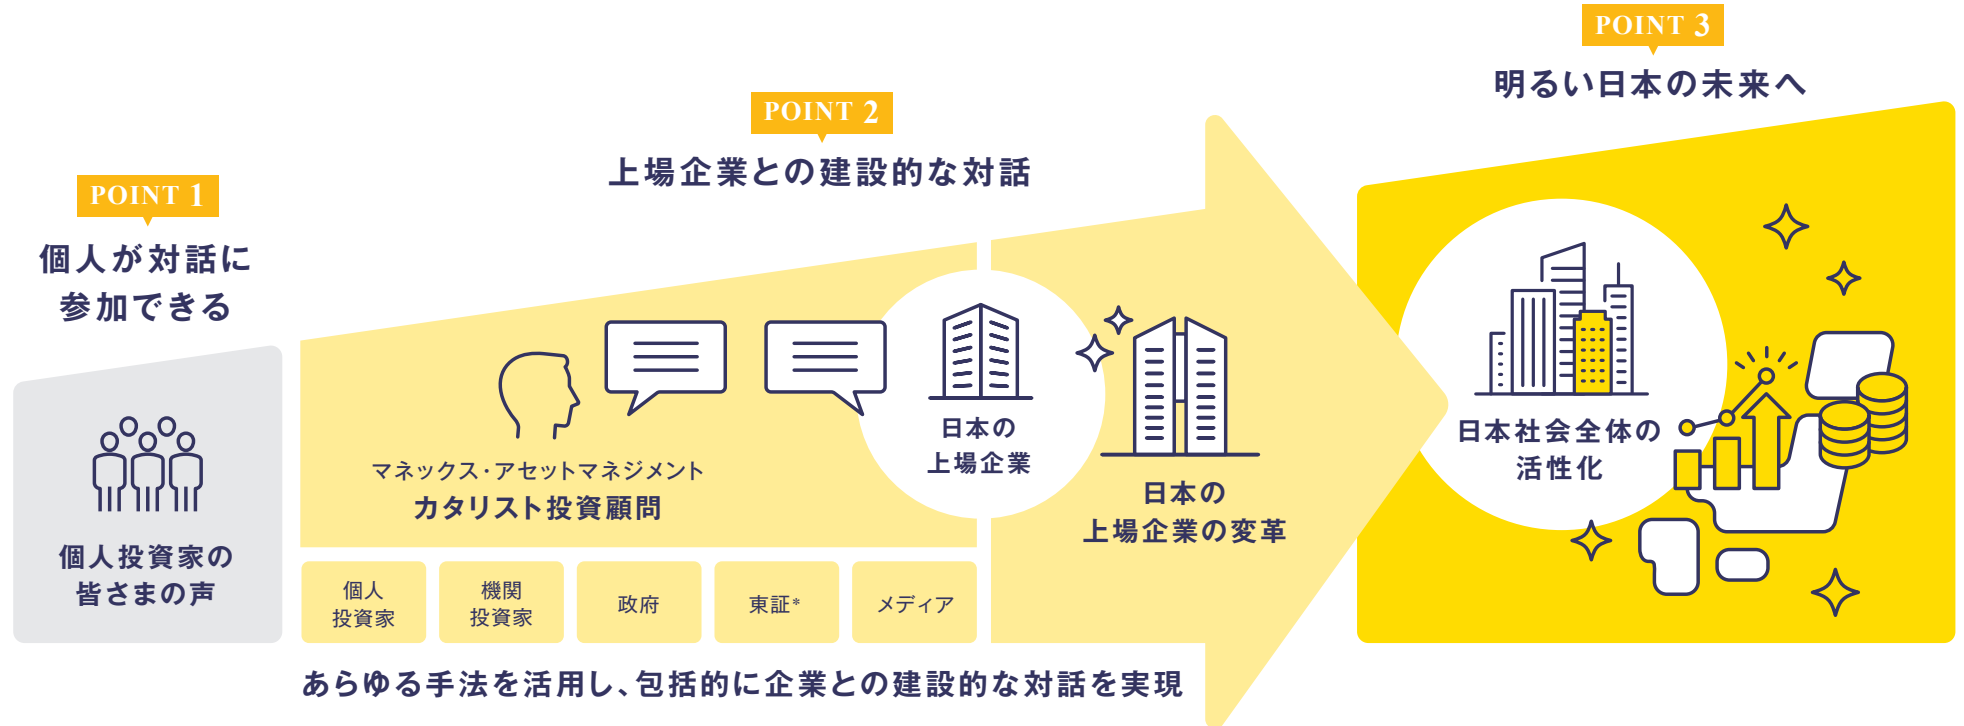 POINT 1
個人が対話に
参加できる
個人投資家の
皆さまの声
POINT 2
上場企業との建設的な対話
マネックス・アセットマネジメント
カタリスト投資顧問
日本の
上場企業
日本の
上場企業の変革
個人
投資家
機関
投資家
政府
東証*
メディア
あらゆる手法を活用し、包括的に企業との建設的な対話を実現
POINT 3
明るい日本の未来へ
日本社会全体の
活性化